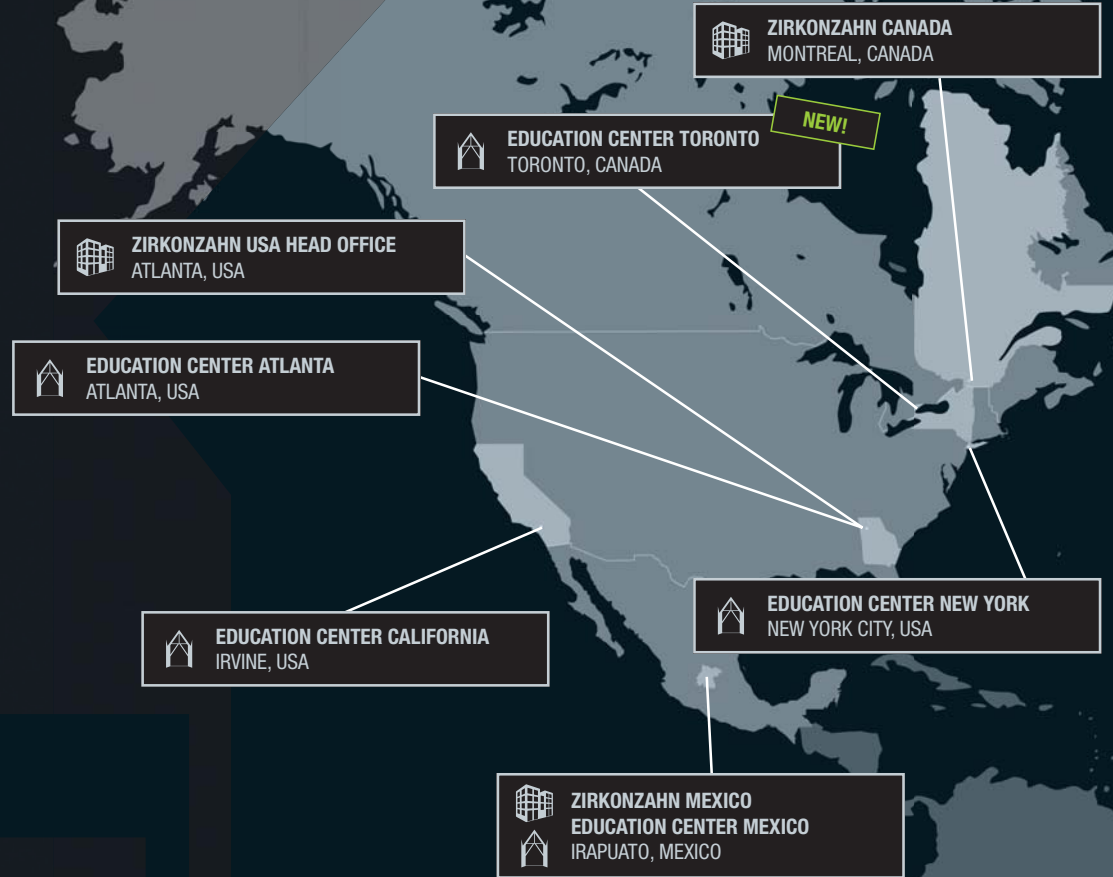 ZIRKONZAHN CANADA
MONTREAL, CANADA
NEW!
EDUCATION CENTER TORONTO
TORONTO, CANADA
ZIRKONZAHN USA HEAD OFFICE
ATLANTA, USA
EDUCATION CENTER ATLANTA
ATLANTA, USA
EDUCATION CENTER NEW YORK
NEW YORK CITY, USA
EDUCATION CENTER CALIFORNIA
IRVINE, USA
ZIRKONZAHN MEXICO
EDUCATION CENTER MEXICO
IRAPUATO, MEXICO